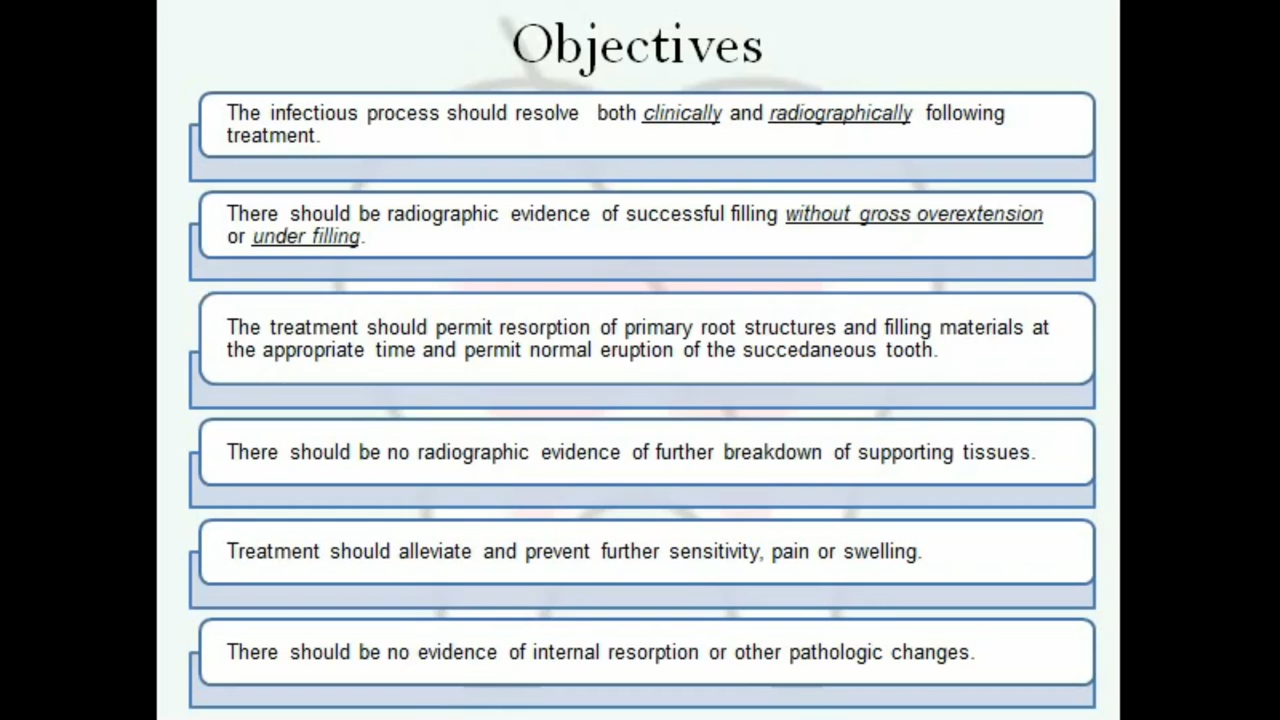 Objectives
The infectious process should resolve both clinically and radiographically following
treatment.
There should be radiographic evidence of successful filling without gross overextension
or under filling.
The treatment should permit resorption of primary root structures and filling materials at
the appropriate time and permit normal eruption of the succedaneous tooth.
There should be no radiographic evidence of further breakdown of supporting tissues.
Treatment should alleviate and prevent further sensitivity, pain or swelling.
There should be no evidence of internal resorption or other pathologic changes.